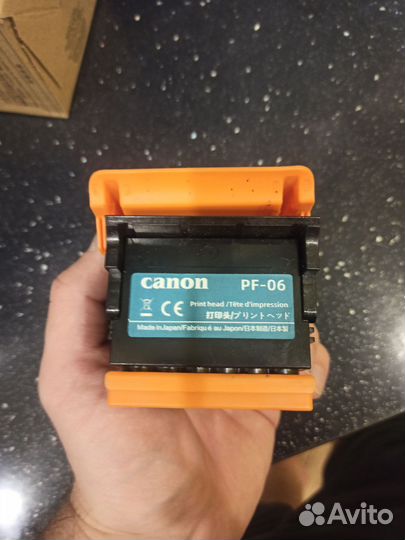 canon PF-06
CE
Print head /Tête d'impression
打印头/プリントヘッド
Made in Japan/Fabriqué au Japon/日本制造/日本製
Avito